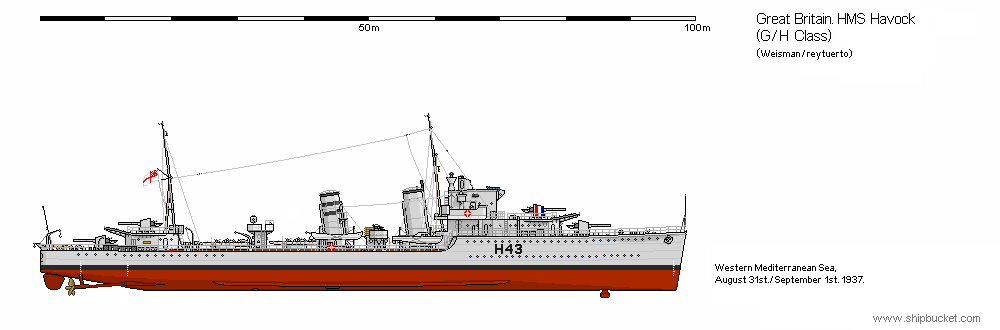 50m
100m
Great Britain. HMS Havock
(G/H Class)
(Weisman/reytuerto)
H43
Western Mediterranean Sea,
August 31st./September 1st. 1937.
www.shipbucket.com